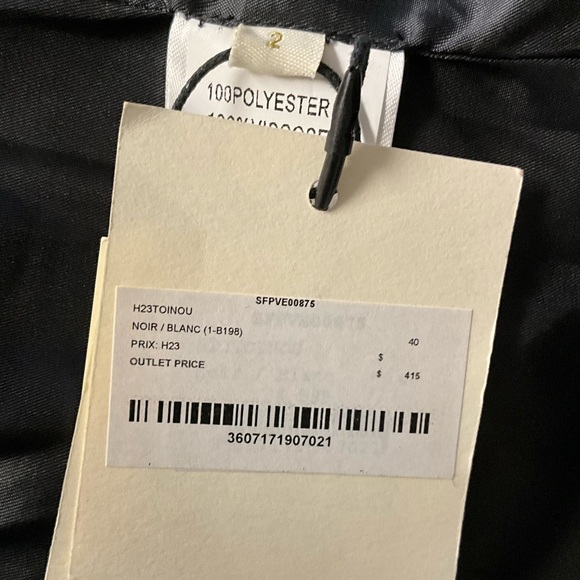 2
100POLYESTER
SFPVE00875
H23TOINOU
NOIR / BLANC (1-B198)
40
PRIX: H23
$
OUTLET PRICE
$ 415
3607171907021